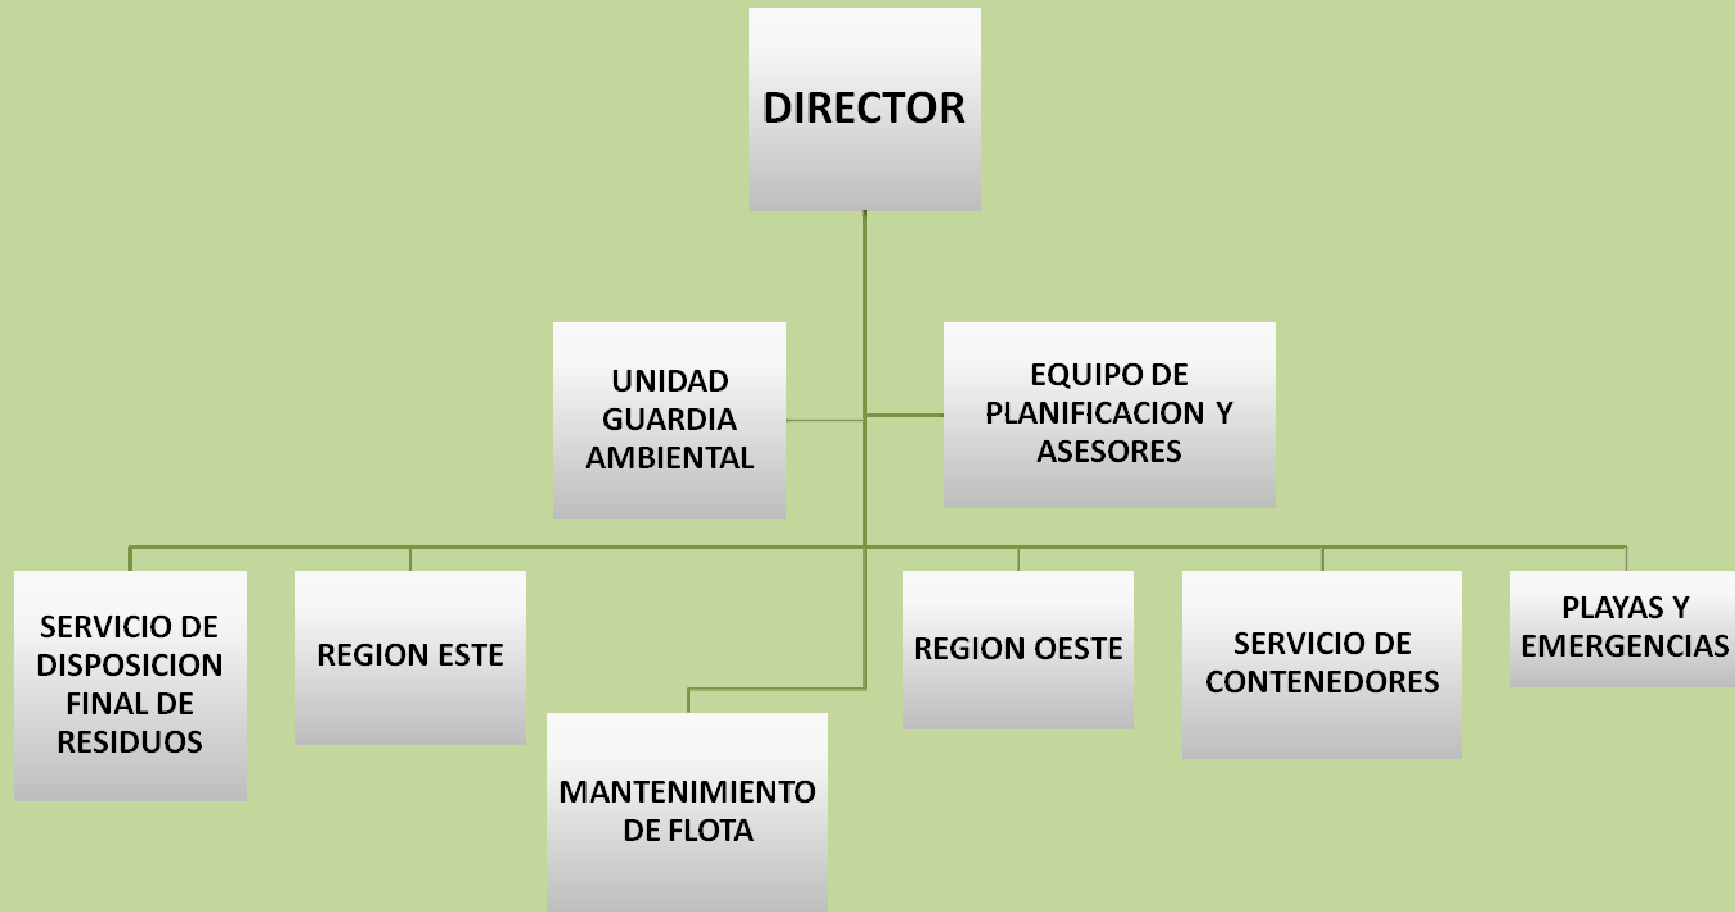 DIRECTOR
UNIDAD
GUARDIA
AMBIENTAL
EQUIPO DE
PLANIFICACION Y
ASESORES
SERVICIO DE
DISPOSICION
FINAL DE
RESIDUOS
REGION ESTE
MANTENIMIENTO
DE FLOTA
REGION OESTE
SERVICIO DE
CONTENEDORES
PLAYAS Y
EMERGENCIAS